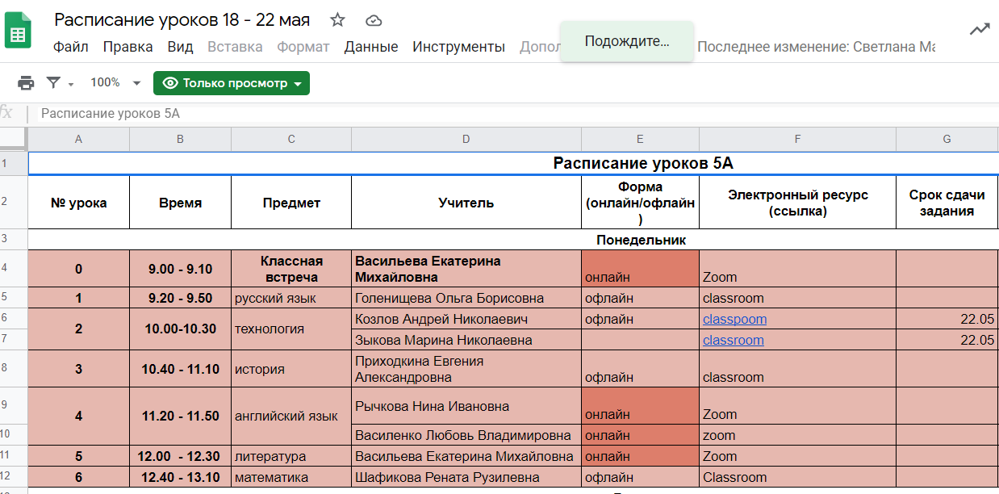 Расписание уроков 18 - 22 мая
Файл Правка Вид Вставка Формат Данные Инструменты Допол Подождите... Последнее изменение: Светлана Ма
100% Только просмотр
fx Расписание уроков 5А
A B C D E F G
1 Расписание уроков 5А
2 № урока Время Предмет Учитель Форма (онлайн/офлайн) Электронный ресурс (ссылка) Срок сдачи задания
3 Понедельник
4 0 9.00 - 9.10 Классная встреча Васильева Екатерина Михайловна онлайн Zoom
5 1 9.20 - 9.50 русский язык Голенищева Ольга Борисовна офлайн classroom
6 2 10.00-10.30 технология Козлов Андрей Николаевич офлайн classpoom 22.05
7 Зыкова Марина Николаевна classroom 22.05
8 3 10.40 - 11.10 история Приходкина Евгения Александровна офлайн classroom
9 4 11.20 - 11.50 английский язык Рычкова Нина Ивановна онлайн Zoom
10 Василенко Любовь Владимировна онлайн zoom
11 5 12.00 - 12.30 литература Васильева Екатерина Михайловна онлайн Zoom
12 6 12.40 - 13.10 математика Шафикова Рената Рузилевна офлайн Classroom